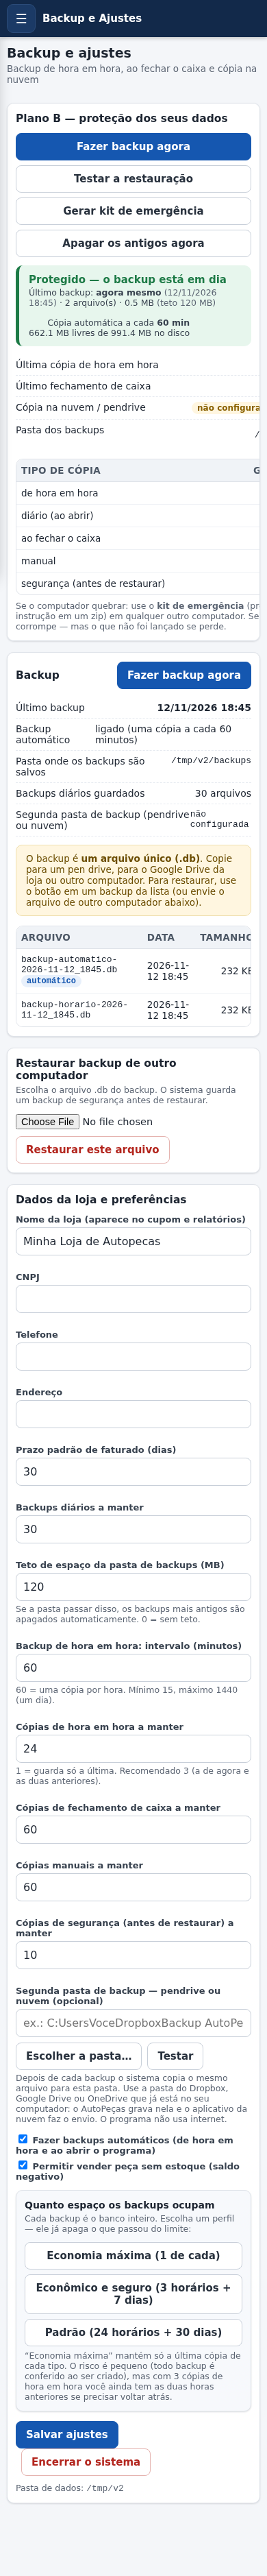 ☰ Backup e Ajustes
Backup e ajustes
Backup de hora em hora, ao fechar o caixa e cópia na
nuvem
Plano B — proteção dos seus dados
Fazer backup agora
Testar a restauração
Gerar kit de emergência
Apagar os antigos agora
Protegido — o backup está em dia
Último backup: agora mesmo (12/11/2026
18:45) · 2 arquivo(s) · 0.5 MB (teto 120 MB)
Cópia automática a cada 60 min
662.1 MB livres de 991.4 MB no disco
Última cópia de hora em hora
Último fechamento de caixa
Cópia na nuvem / pendrive não configura
Pasta dos backups /
TIPO DE CÓPIA G
de hora em hora
diário (ao abrir)
ao fechar o caixa
manual
segurança (antes de restaurar)
Se o computador quebrar: use o kit de emergência (pr
instrução em um zip) em qualquer outro computador. Se
corrompe — mas o que não foi lançado se perde.
Backup Fazer backup agora
Último backup 12/11/2026 18:45
Backup automático ligado (uma cópia a cada 60 minutos)
Pasta onde os backups são salvos /tmp/v2/backups
Backups diários guardados 30 arquivos
Segunda pasta de backup (pendrive ou nuvem) não configurada
O backup é um arquivo único (.db). Copie
para um pen drive, para o Google Drive da
loja ou outro computador. Para restaurar, use
o botão em um backup da lista (ou envie o
arquivo de outro computador abaixo).
ARQUIVO DATA TAMANHO
backup-automatico-2026-11-12_1845.db automático 2026-11-12 18:45 232 KB
backup-horario-2026-11-12_1845.db 2026-11-12 18:45 232 KB
Restaurar backup de outro
computador
Escolha o arquivo .db do backup. O sistema guarda
um backup de segurança antes de restaurar.
Choose File No file chosen
Restaurar este arquivo
Dados da loja e preferências
Nome da loja (aparece no cupom e relatórios)
Minha Loja de Autopecas
CNPJ
Telefone
Endereço
Prazo padrão de faturado (dias)
30
Backups diários a manter
30
Teto de espaço da pasta de backups (MB)
120
Se a pasta passar disso, os backups mais antigos são
apagados automaticamente. 0 = sem teto.
Backup de hora em hora: intervalo (minutos)
60
60 = uma cópia por hora. Mínimo 15, máximo 1440
(um dia).
Cópias de hora em hora a manter
24
1 = guarda só a última. Recomendado 3 (a de agora e
as duas anteriores).
Cópias de fechamento de caixa a manter
60
Cópias manuais a manter
60
Cópias de segurança (antes de restaurar) a
manter
10
Segunda pasta de backup — pendrive ou
nuvem (opcional)
ex.: C:UsersVoceDropboxBackup AutoPe
Escolher a pasta... Testar
Depois de cada backup o sistema copia o mesmo
arquivo para esta pasta. Use a pasta do Dropbox,
Google Drive ou OneDrive que já está no seu
computador: o AutoPeças grava nela e o aplicativo da
nuvem faz o envio. O programa não usa internet.
Fazer backups automáticos (de hora em
hora e ao abrir o programa)
Permitir vender peça sem estoque (saldo
negativo)
Quanto espaço os backups ocupam
Cada backup é o banco inteiro. Escolha um perfil
— ele já apaga o que passou do limite:
Economia máxima (1 de cada)
Econômico e seguro (3 horários +
7 dias)
Padrão (24 horários + 30 dias)
“Economia máxima” mantém só a última cópia de
cada tipo. O risco é pequeno (todo backup é
conferido ao ser criado), mas com 3 cópias de
hora em hora você ainda tem as duas horas
anteriores se precisar voltar atrás.
Salvar ajustes
Encerrar o sistema
Pasta de dados: /tmp/v2